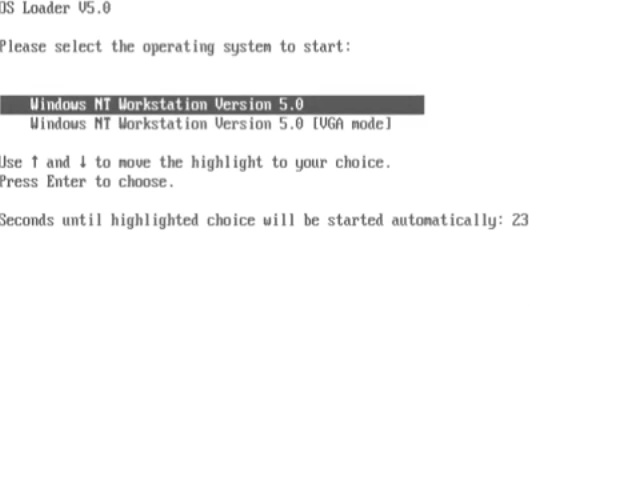 OS Loader V5.0
Please select the operating system to start:
Windows NT Workstation Version 5.0
Windows NT Workstation Version 5.0 [VGA mode]
Use ↑ and ↓ to move the highlight to your choice.
Press Enter to choose.
Seconds until highlighted choice will be started automatically: 23